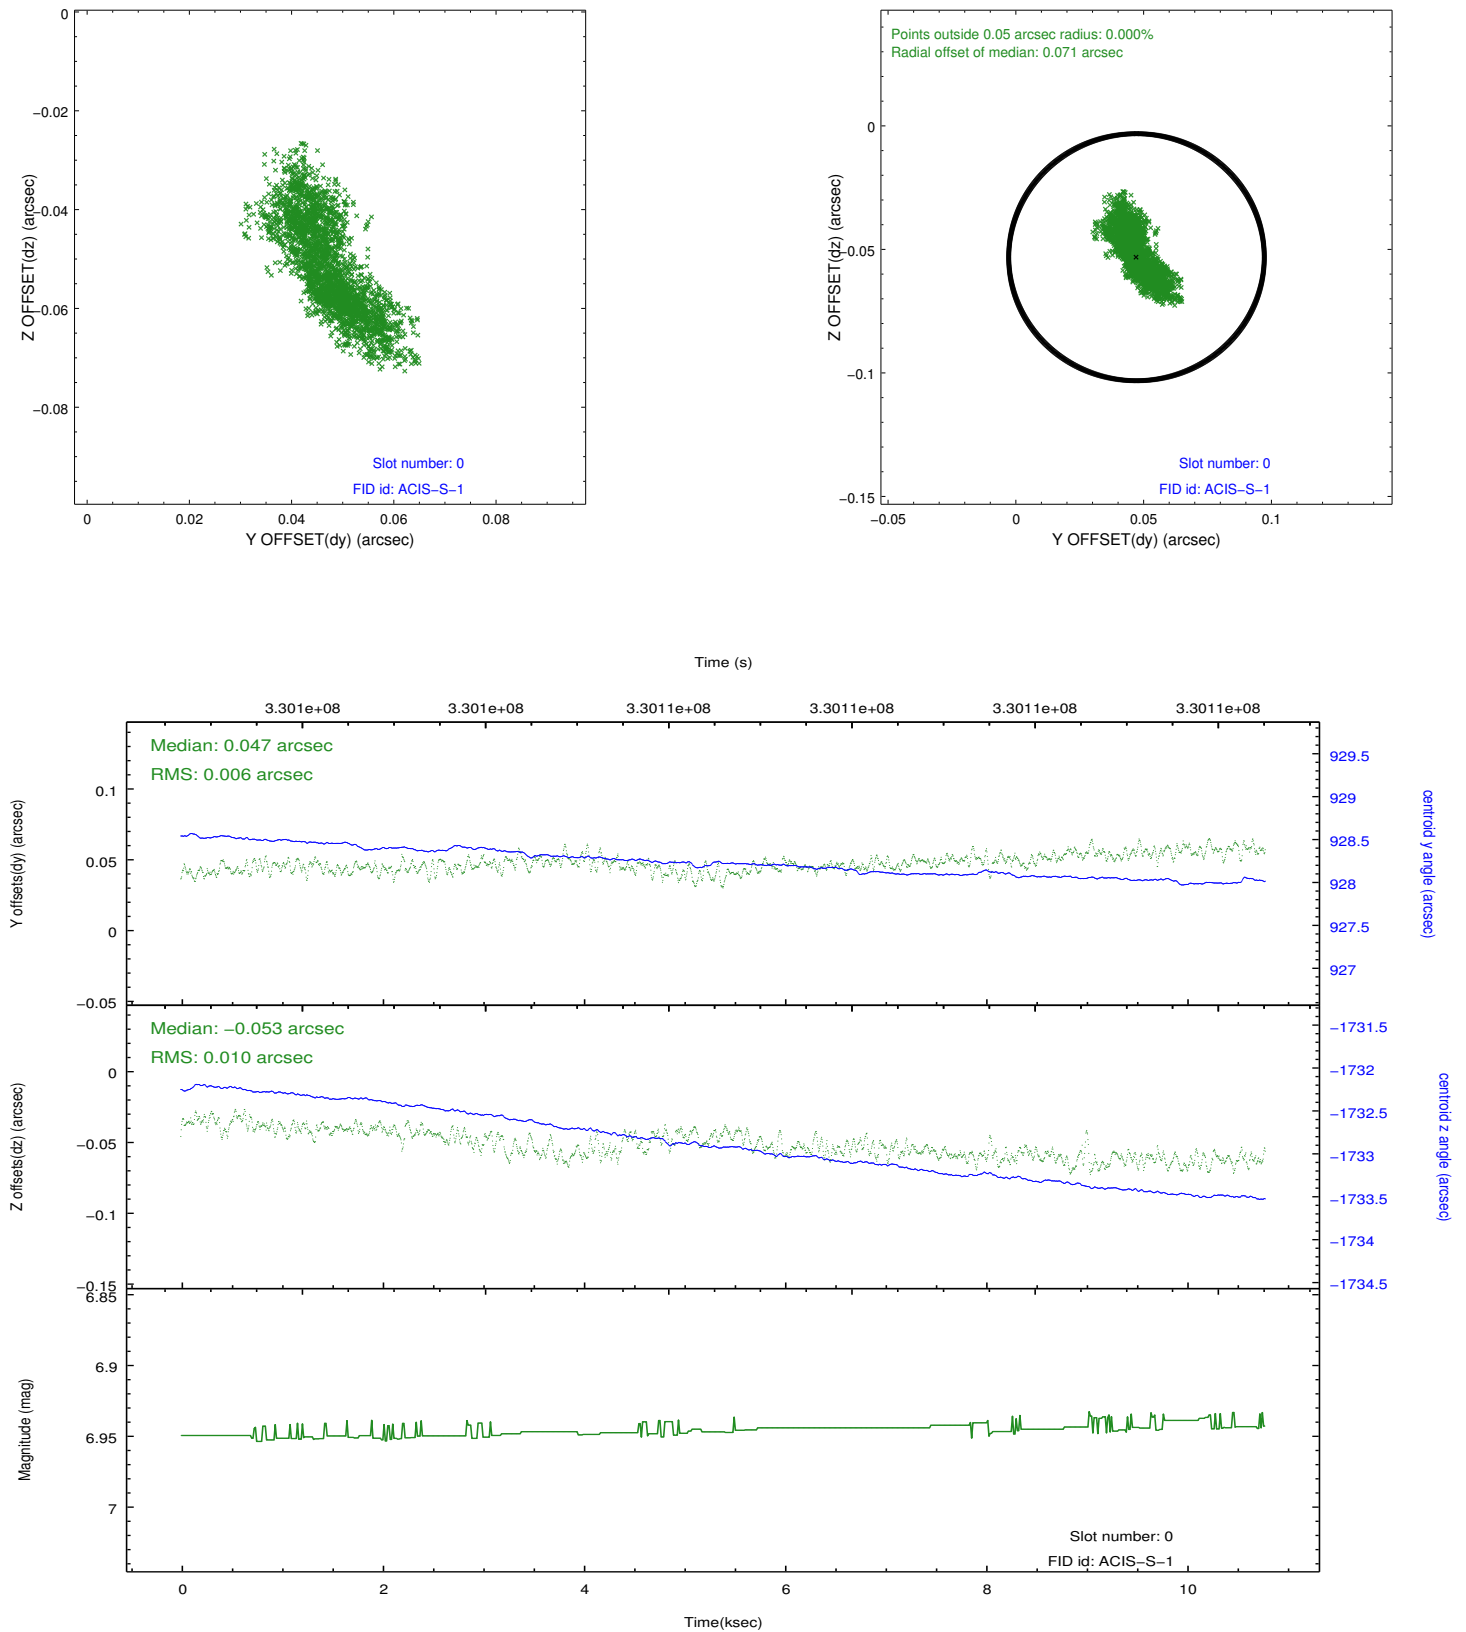 0
−0.02
−0.04
−0.06
−0.08
Z OFFSET(dz) (arcsec)
Slot number: 0
FID id: ACIS−S−1
0
0.02
0.04
0.06
0.08
Y OFFSET(dy) (arcsec)
Points outside 0.05 arcsec radius: 0.000%
Radial offset of median: 0.071 arcsec
0
−0.05
−0.1
−0.15
Z OFFSET(dz) (arcsec)
Slot number: 0
FID id: ACIS−S−1
−0.05
0
0.05
0.1
Y OFFSET(dy) (arcsec)
Time (s)
3.301e+08
3.301e+08
3.3011e+08
3.3011e+08
3.3011e+08
3.3011e+08
Median: 0.047 arcsec
RMS: 0.006 arcsec
0.1
0.05
0
−0.05
Y offsets(dy) (arcsec)
929.5
929
928.5
928
927.5
927
centroid y angle (arcsec)
Median: −0.053 arcsec
RMS: 0.010 arcsec
0
−0.05
−0.1
−0.15
Z offsets(dz) (arcsec)
−1731.5
−1732
−1732.5
−1733
−1733.5
−1734
−1734.5
centroid z angle (arcsec)
6.85
6.9
6.95
7
Magnitude (mag)
Slot number: 0
FID id: ACIS−S−1
0
2
4
6
8
10
Time(ksec)